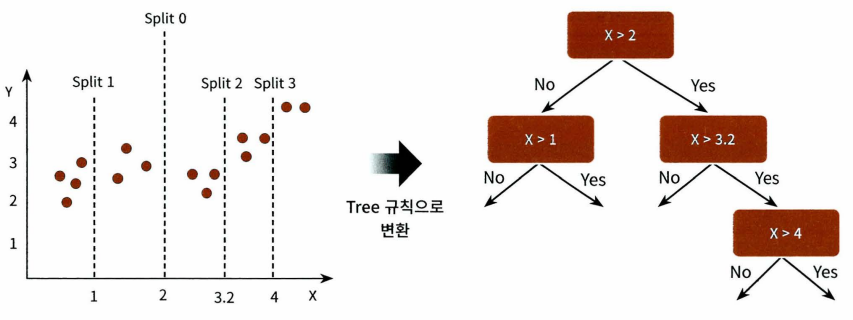 Split 0
Split 1
Split 2
Split 3
Y
4
3
2
1
1
2
3.2
4
X
Tree 규칙으로
변환
X > 2
No
Yes
X > 1
X > 3.2
No
Yes
No
Yes
X > 4
No
Yes